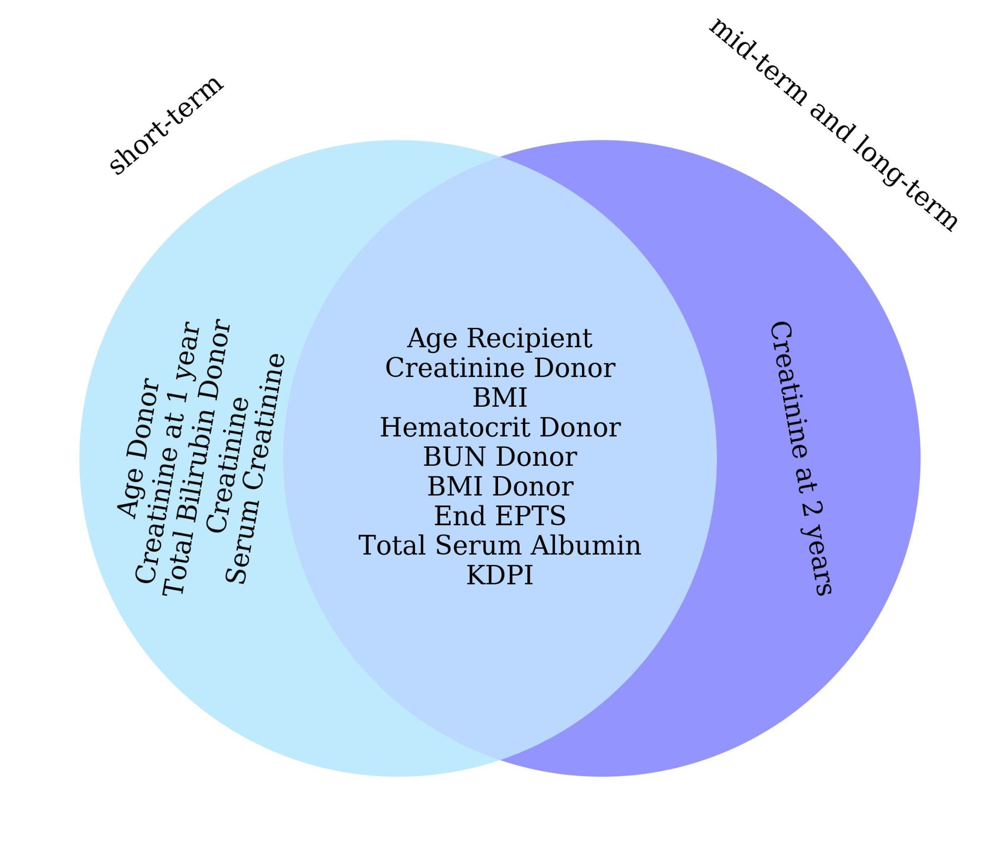 short-term
mid-term and long-term
Age Donor
Creatinine at 1 year
Total Bilirubin Donor
Creatinine
Serum Creatinine
Age Recipient
Creatinine Donor
BMI
Hematocrit Donor
BUN Donor
BMI Donor
End EPTS
Total Serum Albumin
KDPI
Creatinine at 2 years